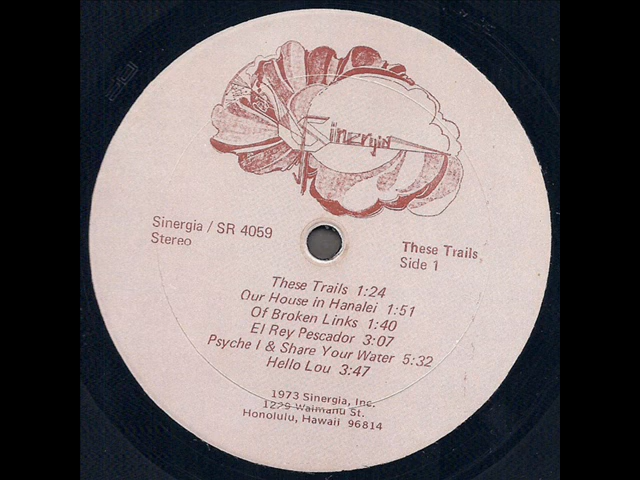 Sinergia
Sinergia / SR 4059
Stereo
These Trails
Side 1
These Trails 1:24
Our House in Hanalei 1:51
Of Broken Links 1:40
El Rey Pescador 3:07
Psyche I & Share Your Water 5:32
Hello Lou 3:47
1973 Sinergia, Inc.
1229 Waimanu St.
Honolulu, Hawaii 96814